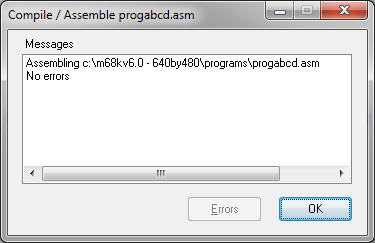 Compile / Assemble progabcd.asm
Messages
Assembling c:\m68kv6.0 - 640by480\programs\progabcd.asm
No errors
Errors
OK